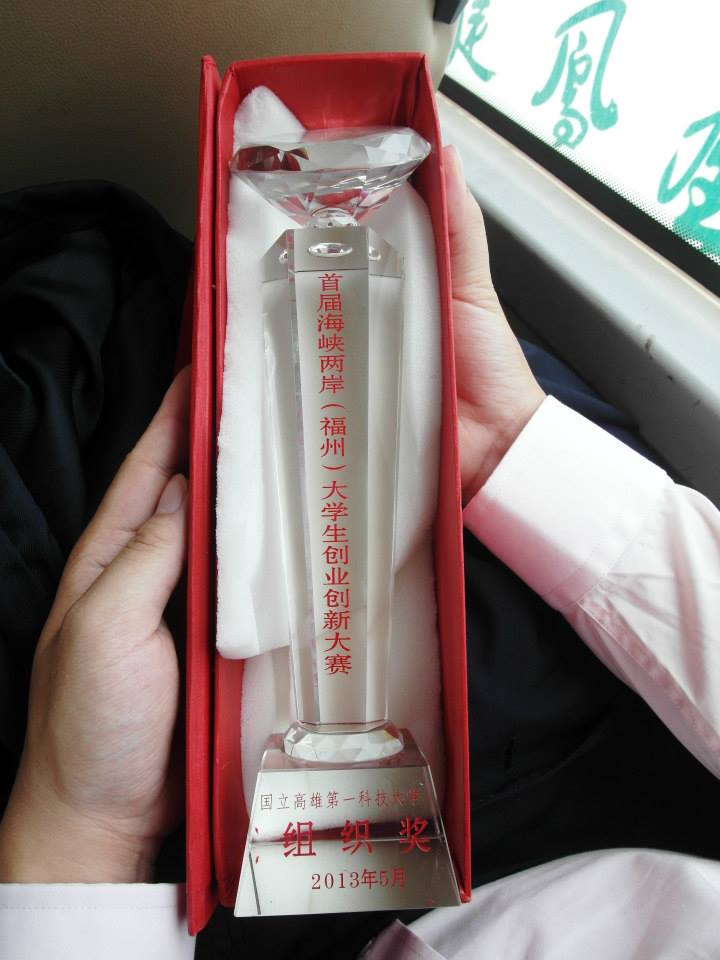 首届海峡两岸（福州）大学生创业创新大赛
国立高雄第一科技大学
组织奖
2013年5月
凤